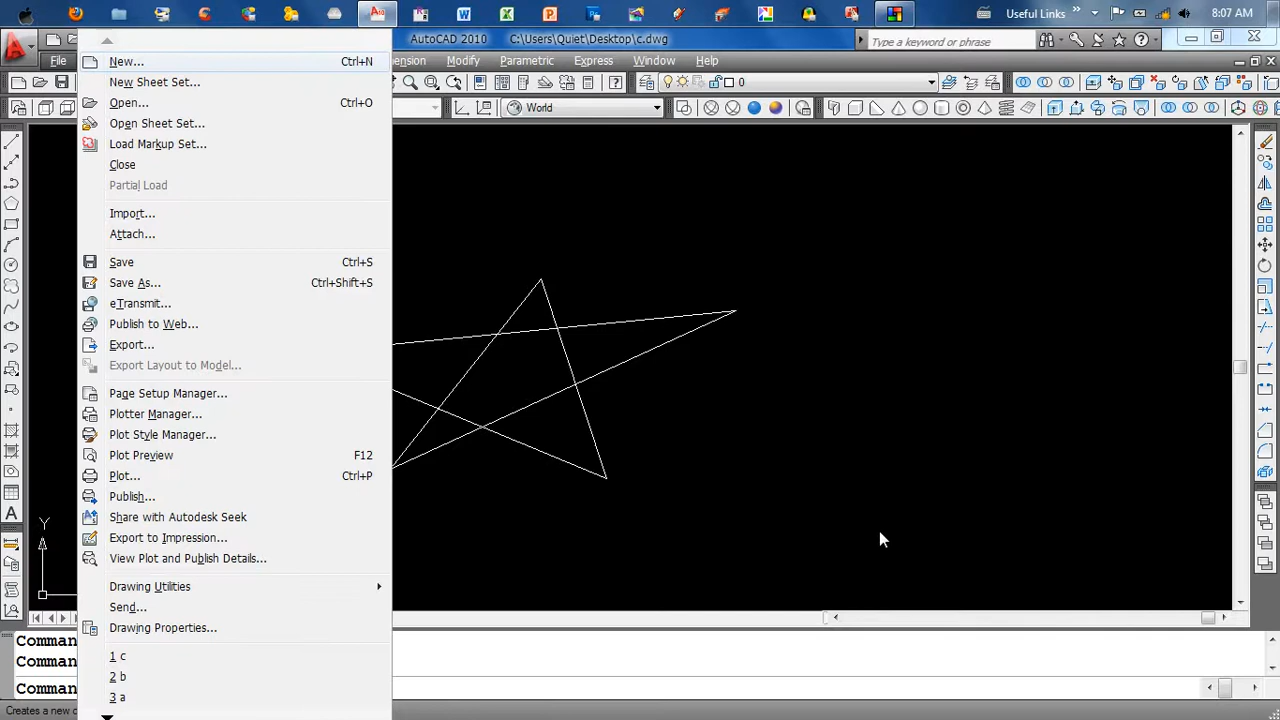 Useful Links
8:07 AM
AutoCAD 2010
C:\Users\Quiet\Desktop\c.dwg
Type a keyword or phrase
File
Modify
Parametric
Express
Window
Help
0
World
New...
Ctrl+N
New Sheet Set...
Open...
Ctrl+O
Open Sheet Set...
Load Markup Set...
Close
Partial Load
Import...
Attach...
Save
Ctrl+S
Save As...
Ctrl+Shift+S
eTransmit...
Publish to Web...
Export...
Export Layout to Model...
Page Setup Manager...
Plotter Manager...
Plot Style Manager...
Plot Preview
F12
Plot...
Ctrl+P
Publish...
Share with Autodesk Seek
Export to Impression...
View Plot and Publish Details...
Drawing Utilities
Send...
Drawing Properties...
1 c
2 b
3 a
Y
Comman
Comman
Comman
Creates a new d